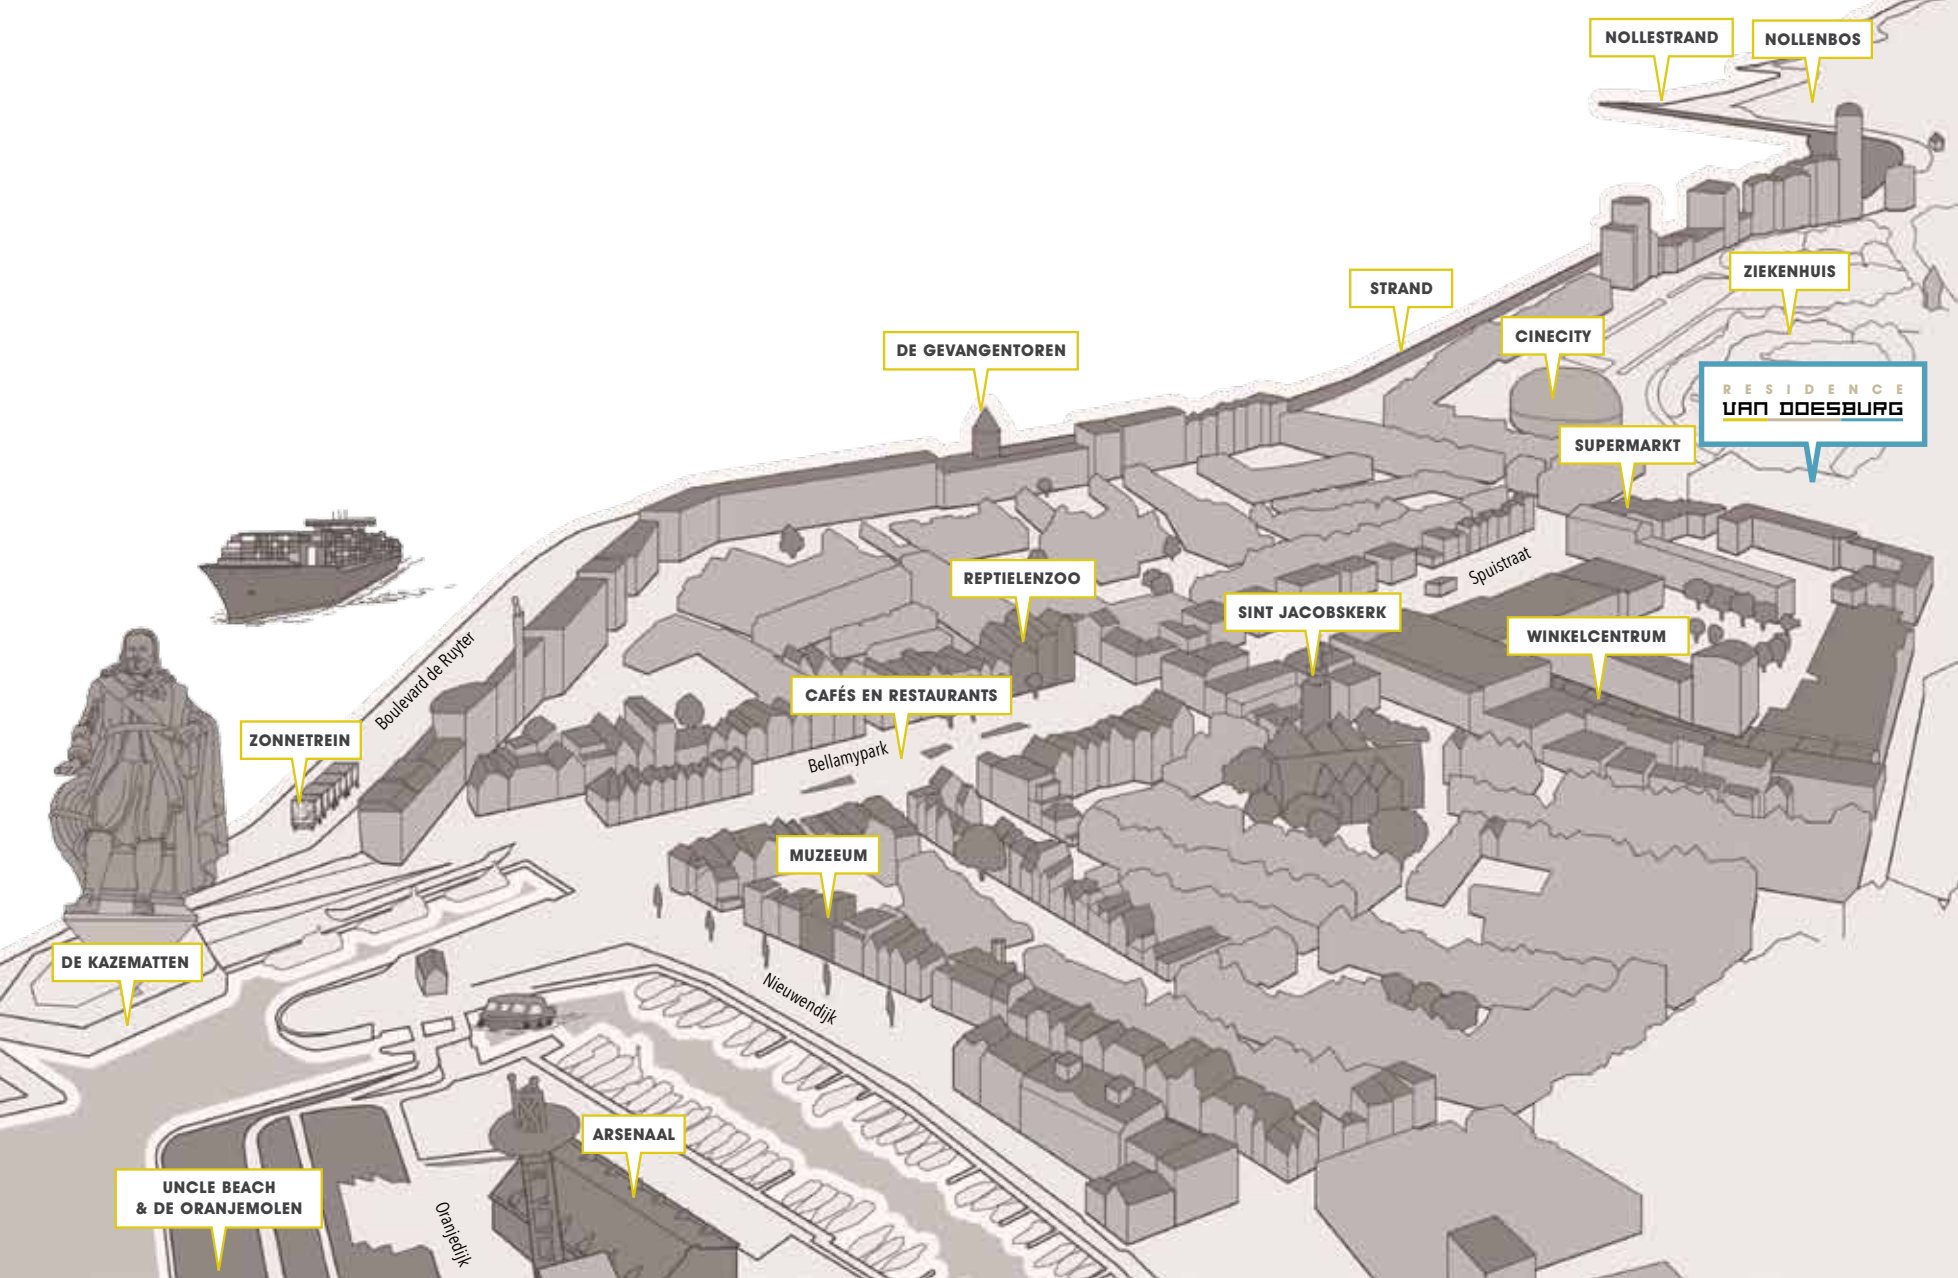 NOLLESTRAND
NOLLENBOS
ZIEKENHUIS
STRAND
CINECITY
DE GEVANGENTOREN
RESIDENCE
VAN DOESBURG
SUPERMARKT
Spuistraat
REPTIELENZOO
SINT JACOBSKERK
WINKELCENTRUM
Boulevard de Ruyter
CAFÉS EN RESTAURANTS
ZONNETREIN
Bellamypark
MUZEEUM
DE KAZEMATTEN
Nieuwendijk
ARSENAAL
UNCLE BEACH
& DE ORANJEMOLEN
Oranjedijk